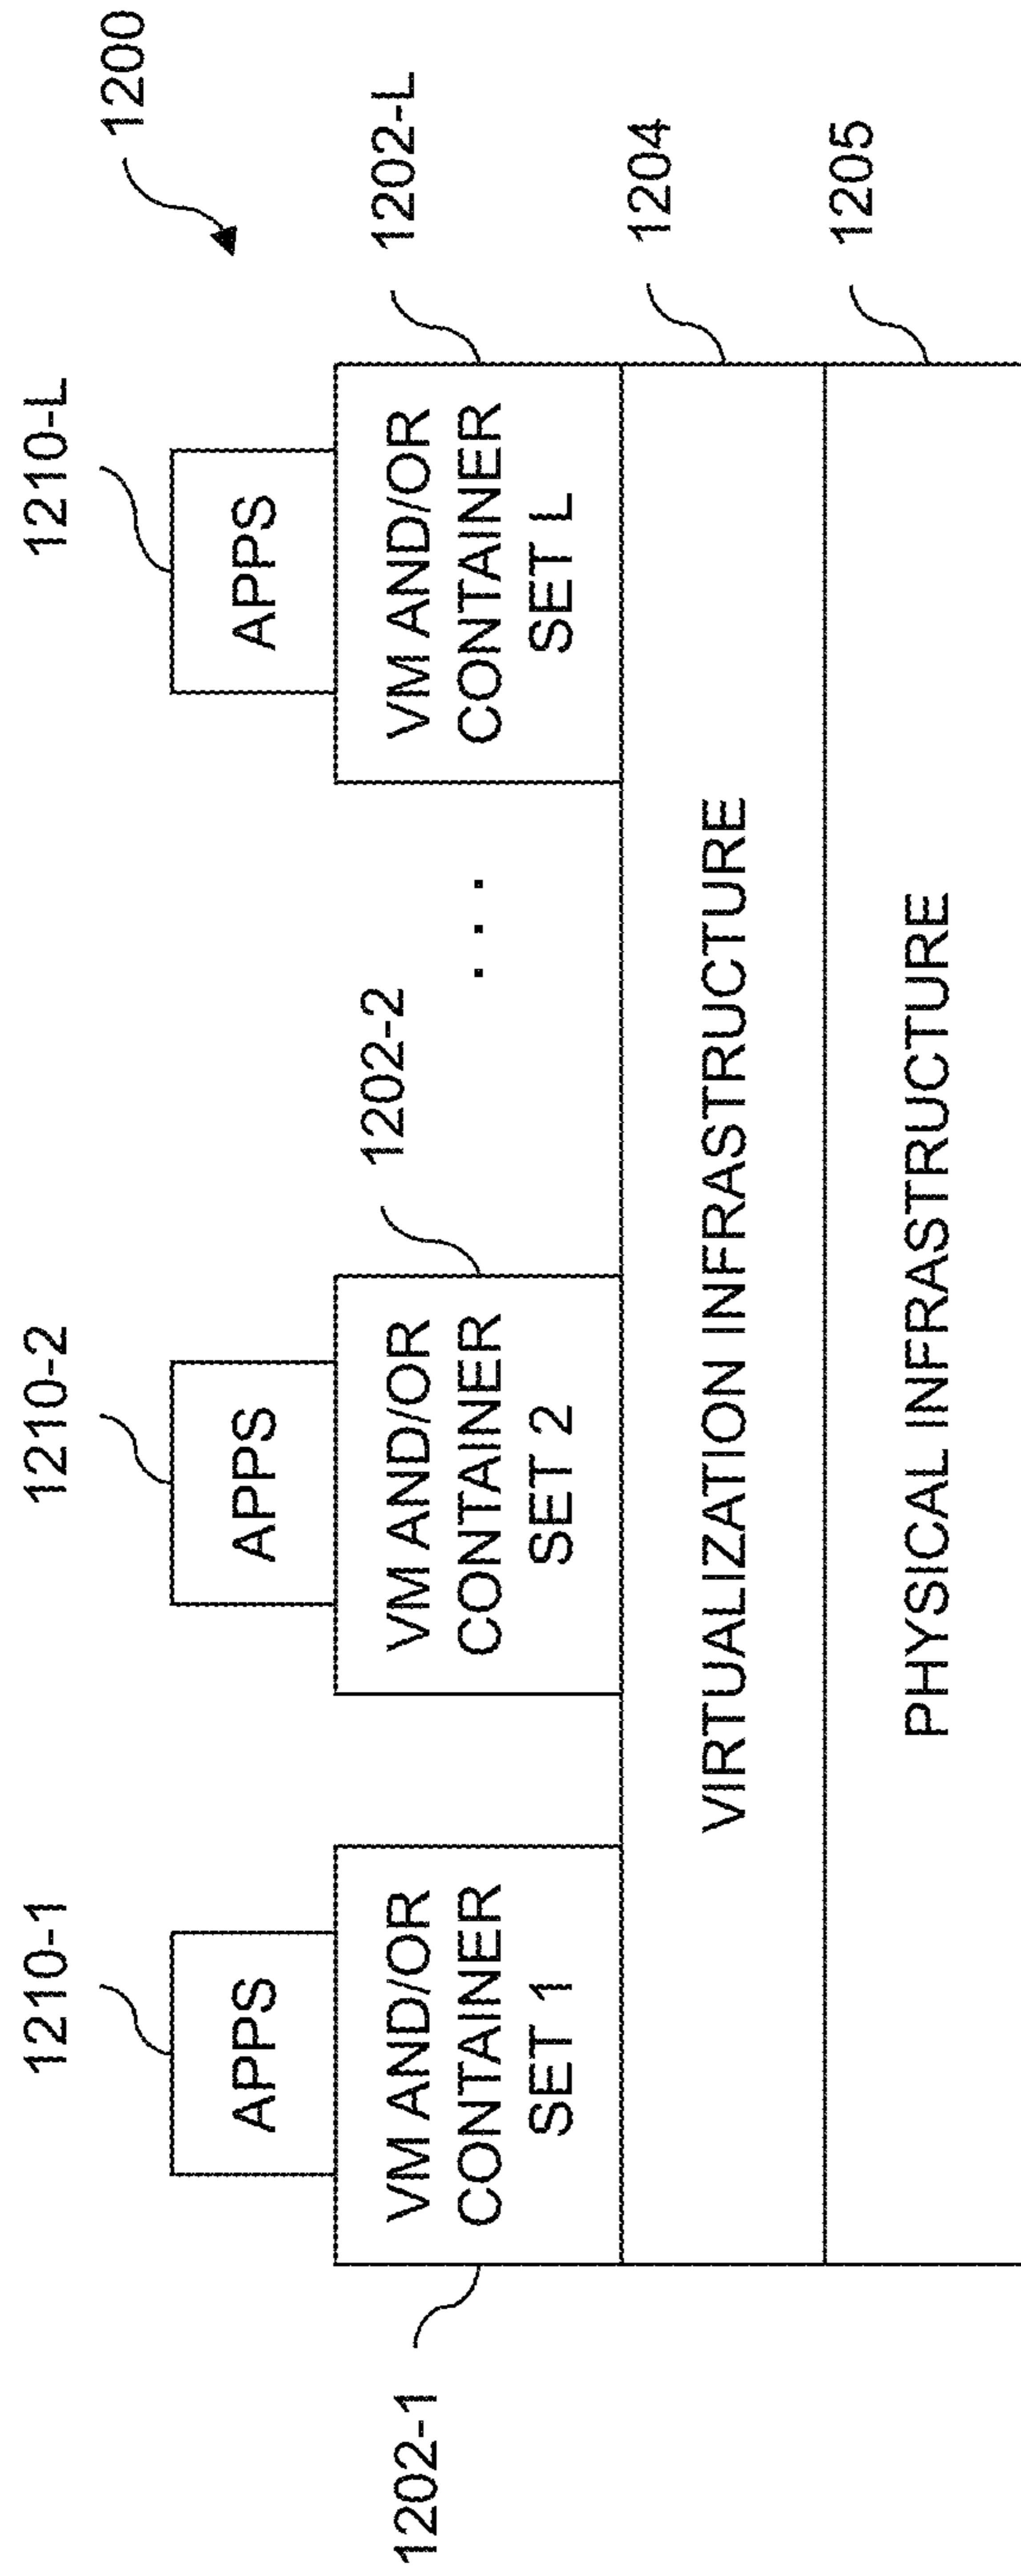 1200
1210-1
1210-2
1210-L
APPS
APPS
APPS
1202-1
VM AND/OR
CONTAINER
SET 1
VM AND/OR
CONTAINER
SET 2
1202-2
. . .
VM AND/OR
CONTAINER
SET L
1202-L
VIRTUALIZATION INFRASTRUCTURE
1204
PHYSICAL INFRASTRUCTURE
1205